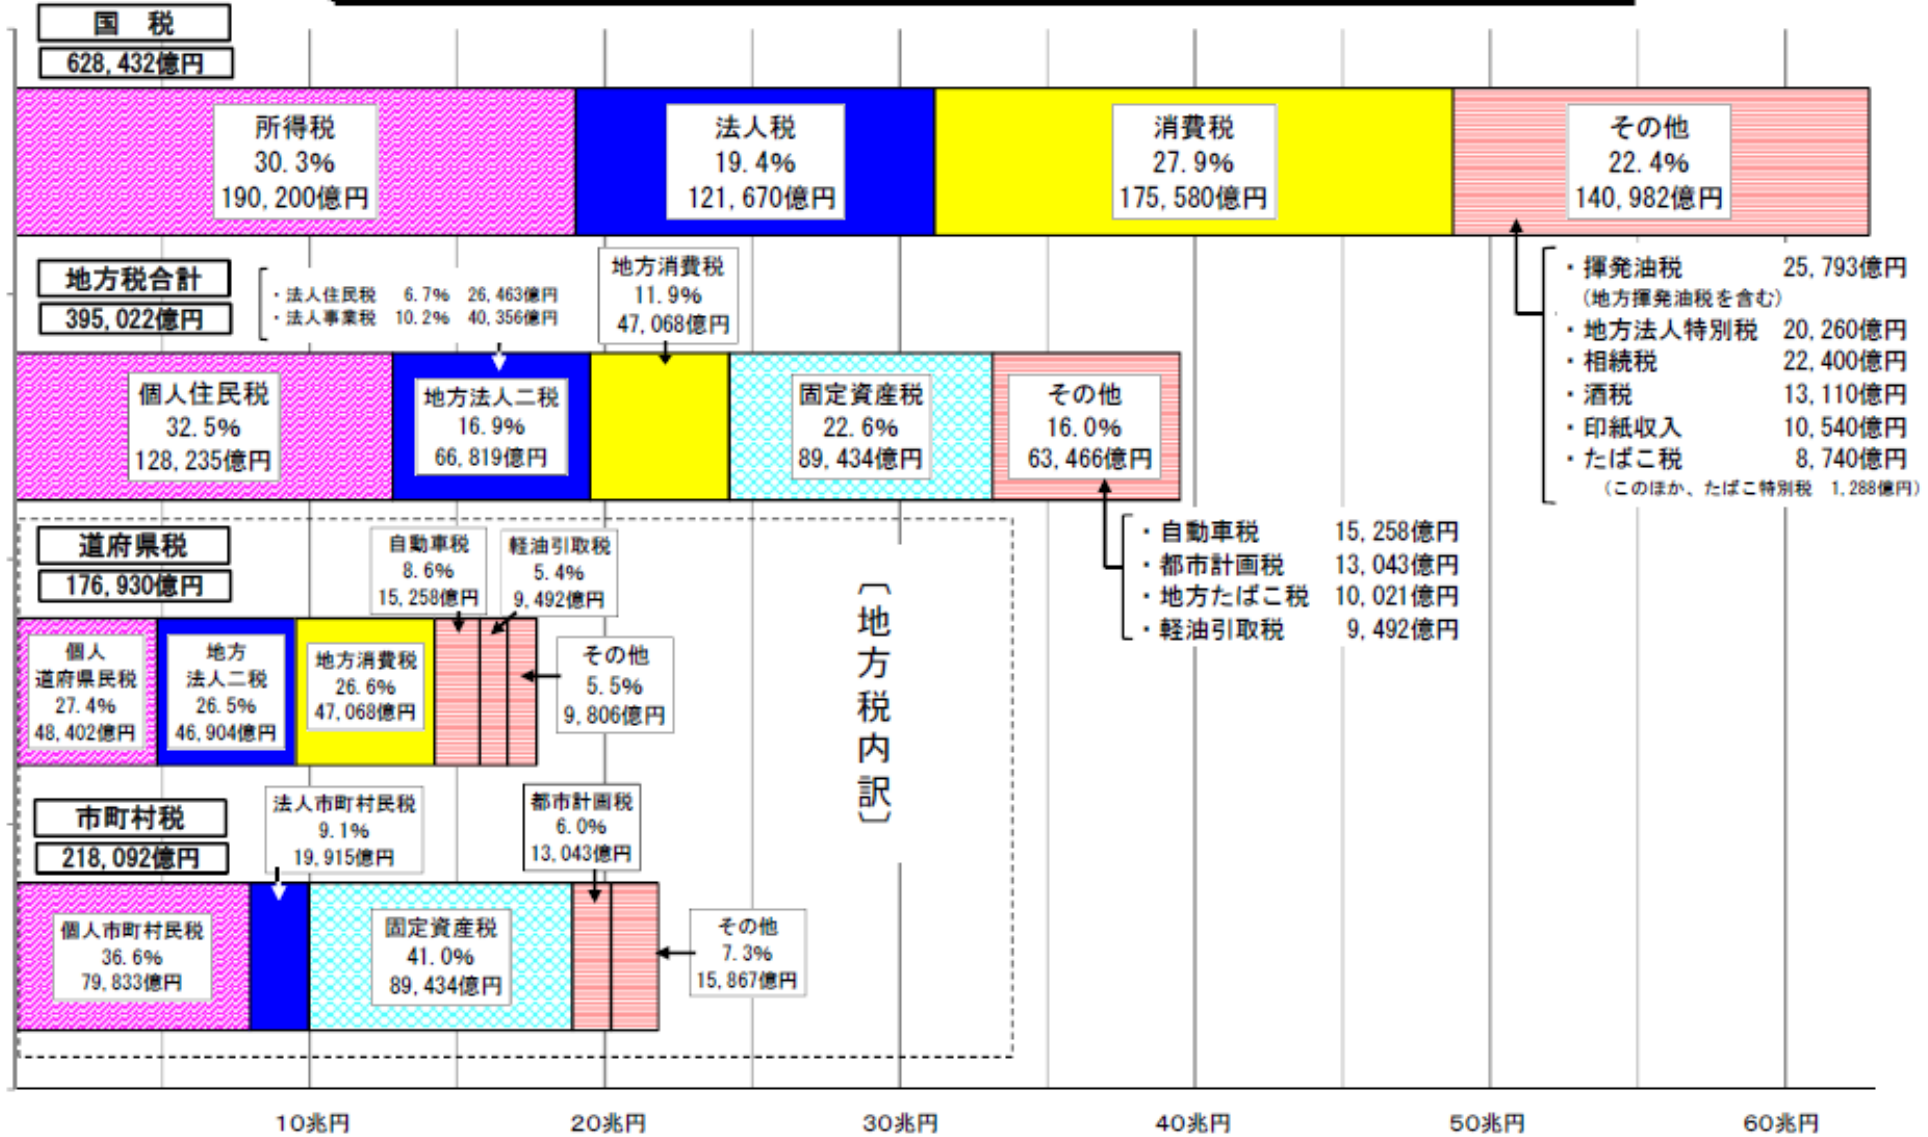 国 税
628,432億円
所得税
30.3%
190,200億円
法人税
19.4%
121,670億円
消費税
27.9%
175,580億円
その他
22.4%
140,982億円
・揮発油税 25,793億円
(地方揮発油税を含む)
・地方法人特別税 20,260億円
・相続税 22,400億円
・酒税 13,110億円
・印紙収入 10,540億円
・たばこ税 8,740億円
(このほか、たばこ特別税 1,288億円)
地方税合計
395,022億円
・法人住民税 6.7% 26,463億円
・法人事業税 10.2% 40,356億円
地方消費税
11.9%
47,068億円
個人住民税
32.5%
128,235億円
地方法人二税
16.9%
66,819億円
固定資産税
22.6%
89,434億円
その他
16.0%
63,466億円
・自動車税 15,258億円
・都市計画税 13,043億円
・地方たばこ税 10,021億円
・軽油引取税 9,492億円
道府県税
176,930億円
自動車税
8.6%
15,258億円
軽油引取税
5.4%
9,492億円
個人
道府県民税
27.4%
48,402億円
地方
法人二税
26.5%
46,904億円
地方消費税
26.6%
47,068億円
その他
5.5%
9,806億円
〔地方税内訳〕
市町村税
218,092億円
法人市町村民税
9.1%
19,915億円
都市計画税
6.0%
13,043億円
個人市町村民税
36.6%
79,833億円
固定資産税
41.0%
89,434億円
その他
7.3%
15,867億円
10兆円 20兆円 30兆円 40兆円 50兆円 60兆円